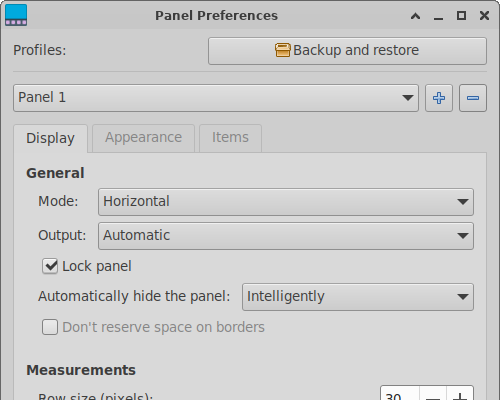 Panel Preferences
Profiles: Backup and restore
Panel 1
Display Appearance Items
General
Mode: Horizontal
Output: Automatic
Lock panel
Automatically hide the panel: Intelligently
Don't reserve space on borders
Measurements
Row size (pixels): 30